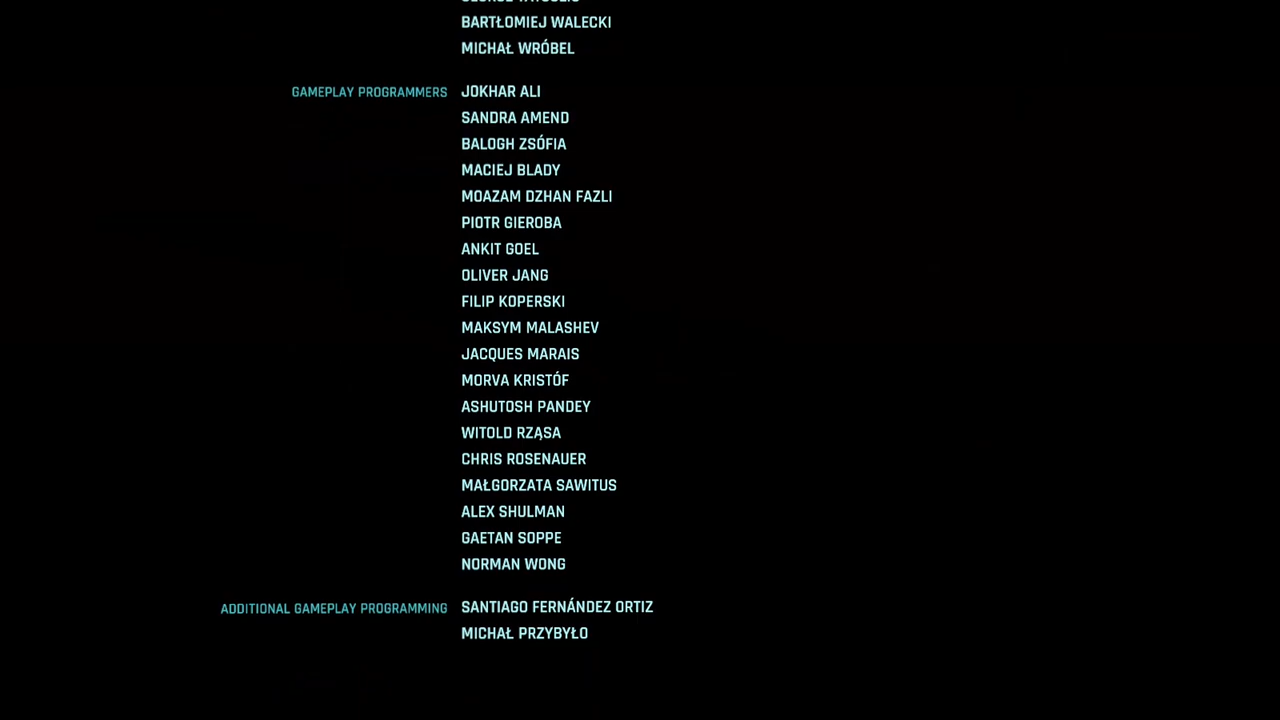 BARTŁOMIEJ WALECKI
MICHAŁ WRÓBEL
GAMEPLAY PROGRAMMERS JOKHAR ALI
SANDRA AMEND
BALOGH ZSÓFIA
MACIEJ BLADY
MOAZAM DZHAN FAZLI
PIOTR GIEROBA
ANKIT GOEL
OLIVER JANG
FILIP KOPERSKI
MAKSYM MALASHEV
JACQUES MARAIS
MORVA KRISTÓF
ASHUTOSH PANDEY
WITOLD RZĄSA
CHRIS ROSENAUER
MAŁGORZATA SAWITUS
ALEX SHULMAN
GAETAN SOPPE
NORMAN WONG
ADDITIONAL GAMEPLAY PROGRAMMING SANTIAGO FERNÁNDEZ ORTIZ
MICHAŁ PRZYBYŁO